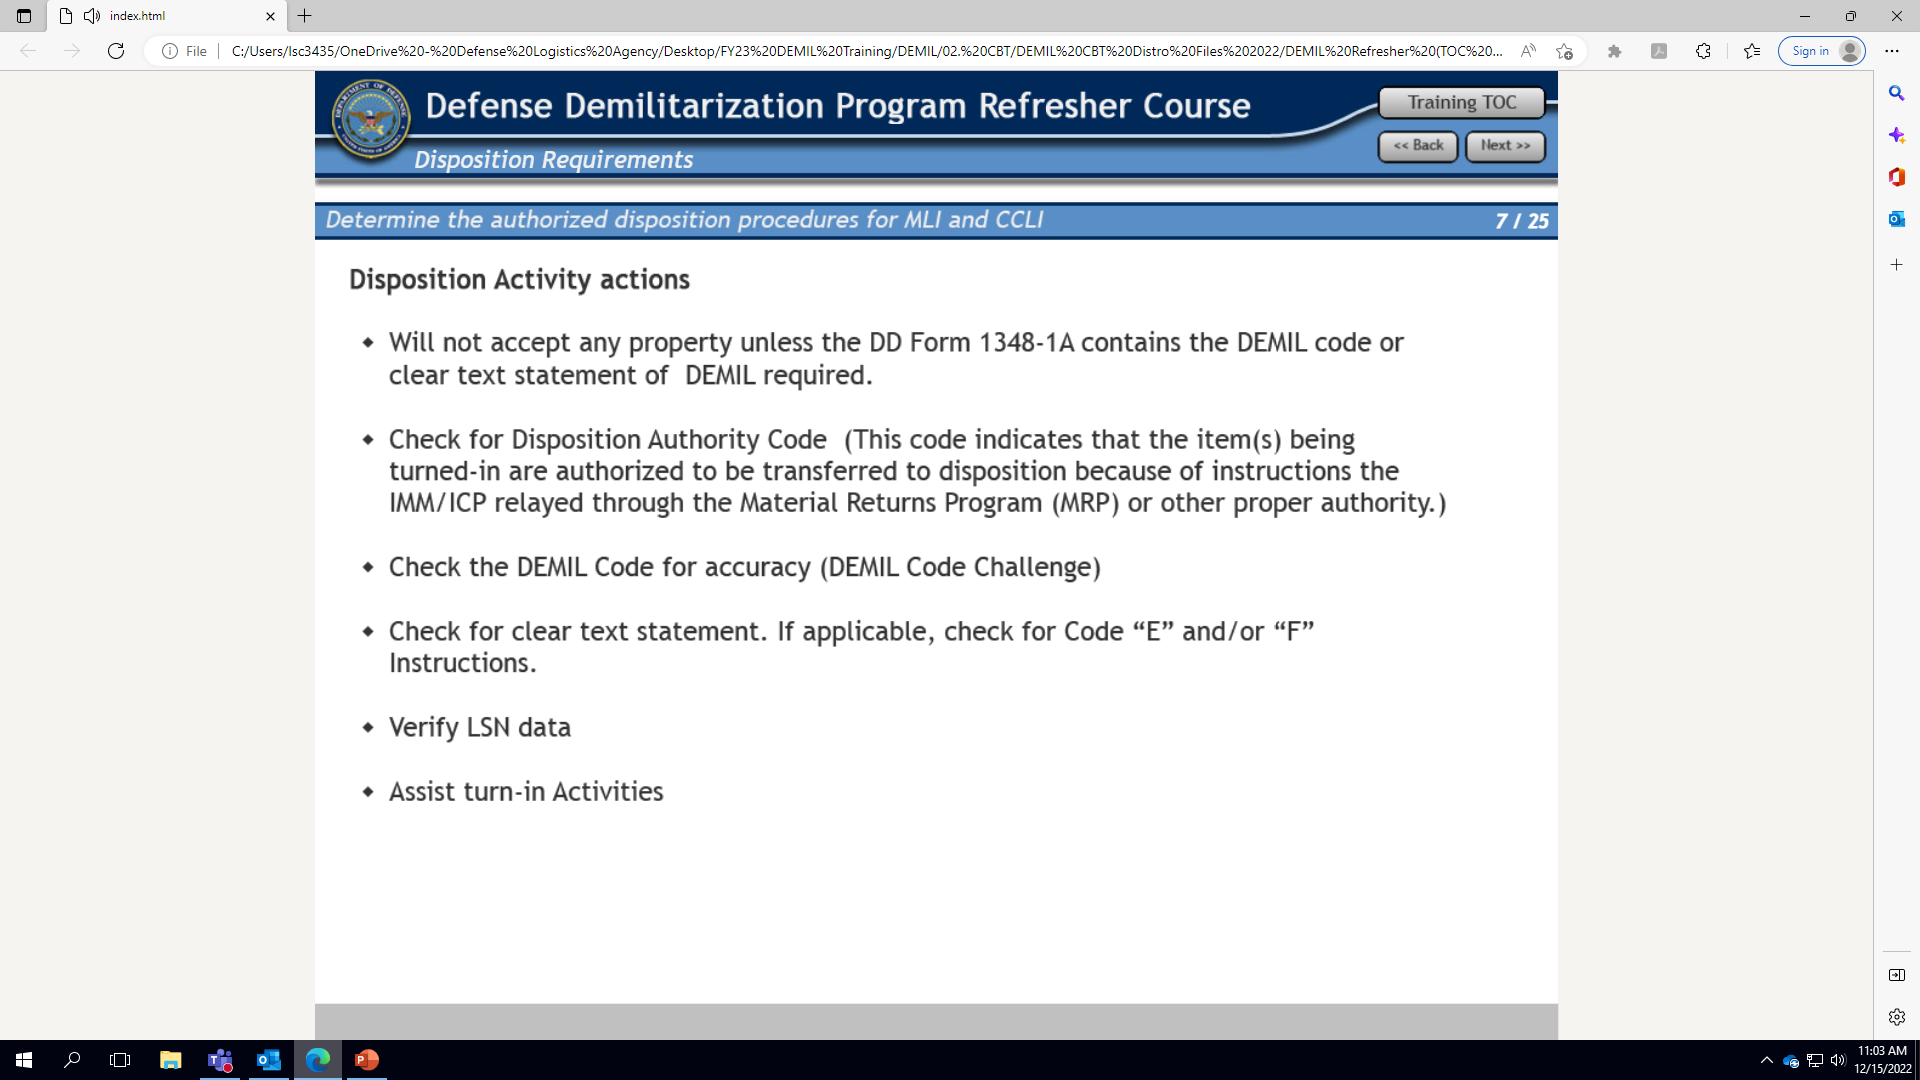 index.html
File
C:/Users/lsc3435/OneDrive%20-%20Defense%20Logistics%20Agency/Desktop/FY23%20DEMIL%20Training/DEMIL/02.%20CBT/DEMIL%20CBT%20Distro%20Files%202022/DEMIL%20Refresher%20(TOC%20...
Sign in
Defense Demilitarization Program Refresher Course
Training TOC
<< Back
Next >>
Disposition Requirements
Determine the authorized disposition procedures for MLI and CCLI
7 / 25
Disposition Activity actions
Will not accept any property unless the DD Form 1348-1A contains the DEMIL code or
clear text statement of DEMIL required.
Check for Disposition Authority Code (This code indicates that the item(s) being
turned-in are authorized to be transferred to disposition because of instructions the
IMM/ICP relayed through the Material Returns Program (MRP) or other proper authority.)
Check the DEMIL Code for accuracy (DEMIL Code Challenge)
Check for clear text statement. If applicable, check for Code “E” and/or “F”
Instructions.
Verify LSN data
Assist turn-in Activities
11:03 AM
12/15/2022